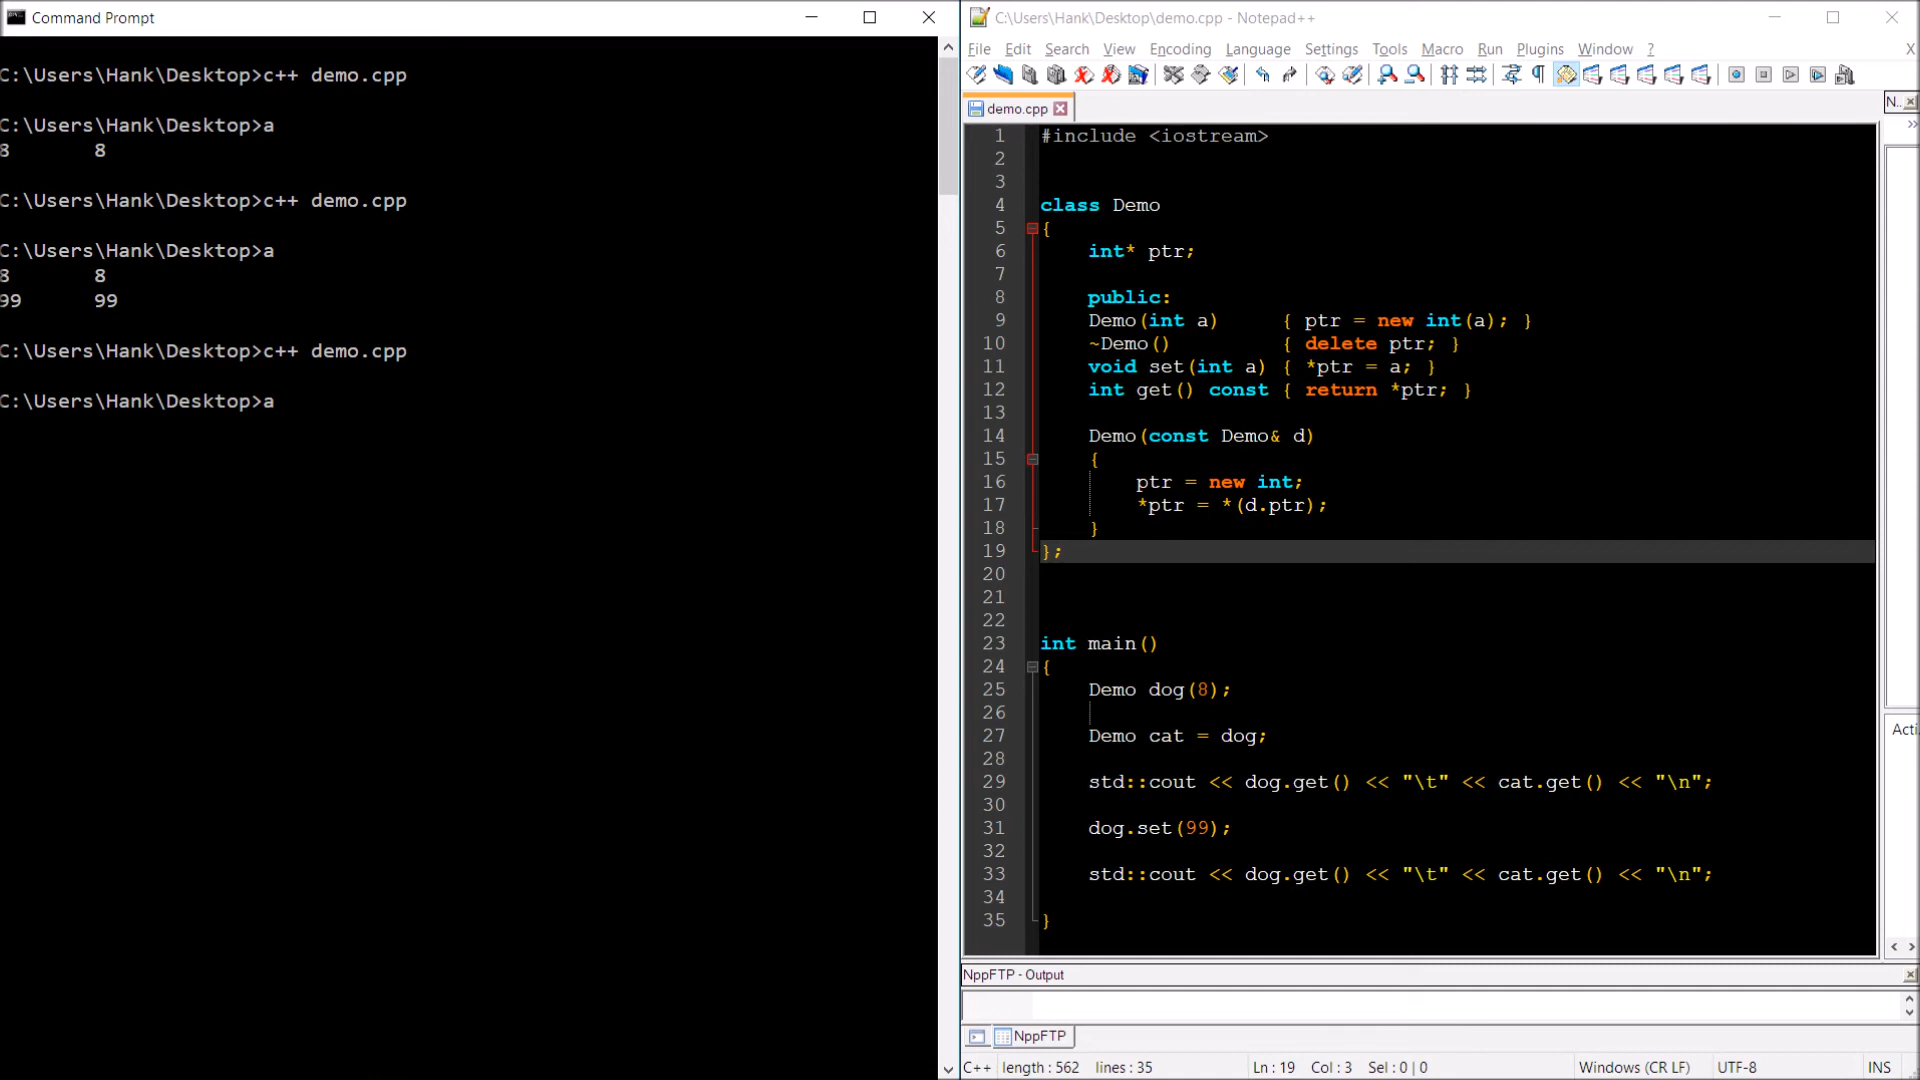 Command Prompt
C:\Users\Hank\Desktop>c++ demo.cpp
C:\Users\Hank\Desktop>a
8 8
C:\Users\Hank\Desktop>c++ demo.cpp
C:\Users\Hank\Desktop>a
8 8
99 99
C:\Users\Hank\Desktop>c++ demo.cpp
C:\Users\Hank\Desktop>a
C:\Users\Hank\Desktop\demo.cpp - Notepad++
File Edit Search View Encoding Language Settings Tools Macro Run Plugins Window ? X
demo.cpp
N..
1 #include <iostream>
2
3
4 class Demo
5 {
6 int* ptr;
7
8 public:
9 Demo(int a) { ptr = new int(a); }
10 ~Demo() { delete ptr; }
11 void set(int a) { *ptr = a; }
12 int get() const { return *ptr; }
13
14 Demo(const Demo& d)
15 {
16 ptr = new int;
17 *ptr = *(d.ptr);
18 }
19 };
20
21
22
23 int main()
24 {
25 Demo dog(8);
26
27 Demo cat = dog;
28
29 std::cout << dog.get() << "\t" << cat.get() << "\n";
30
31 dog.set(99);
32
33 std::cout << dog.get() << "\t" << cat.get() << "\n";
34
35 }
Acti
NppFTP - Output
NppFTP
C++ length : 562 lines : 35 Ln : 19 Col : 3 Sel : 0 | 0 Windows (CR LF) UTF-8 INS